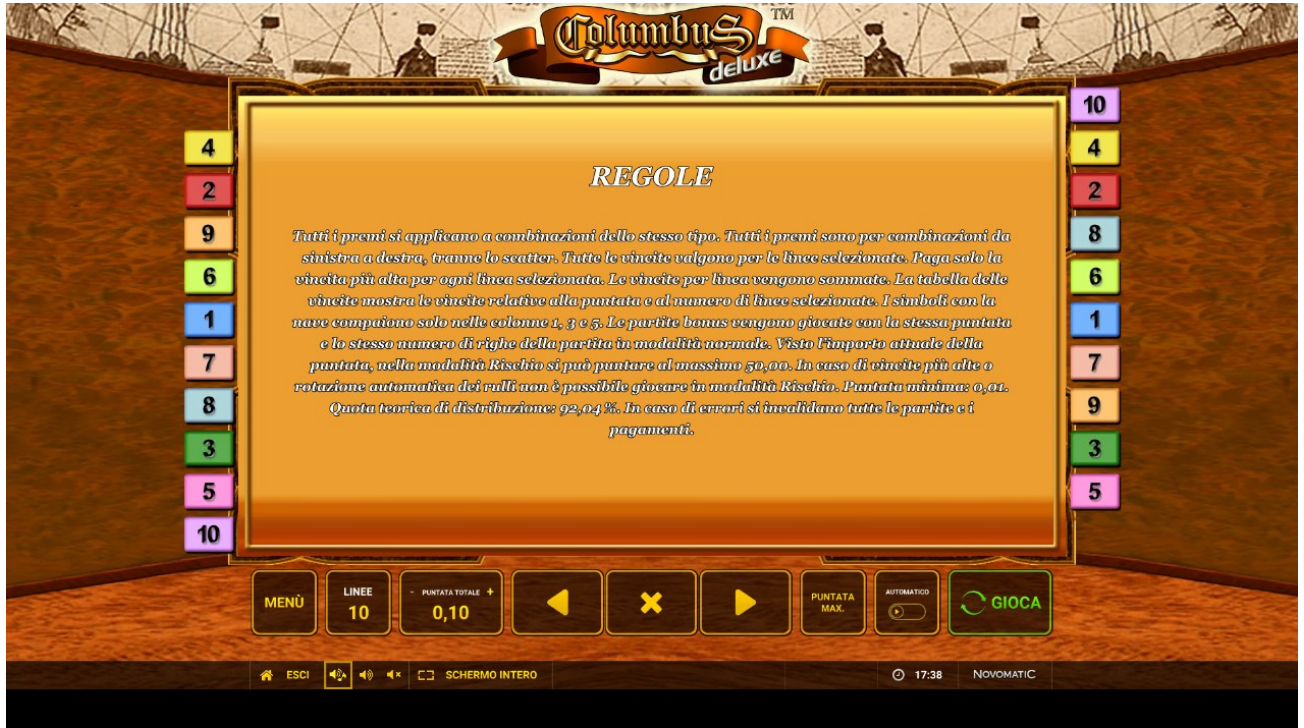 Columbus™
deluxe
10
4
4
2
2
9
8
6
6
1
1
7
7
8
9
3
3
5
5
10
REGOLE
Tutti i premi si applicano a combinazioni dello stesso tipo. Tutti i premi sono per combinazioni da
sinistra a destra, tranne lo scatter. Tutte le vincite valgono per le linee selezionate. Paga solo la
vincita più alta per ogni linea selezionata. Le vincite per linea vengono sommate. La tabella delle
vincite mostra le vincite relative alla puntata e al numero di linee selezionate. I simboli con la
nave compaiono solo nelle colonne 1, 3 e 5. Le partite bonus vengono giocate con la stessa puntata
e lo stesso numero di righe della partita in modalità normale. Visto l'importo attuale della
puntata, nella modalità Rischio si può puntare al massimo 50,00. In caso di vincite più alte o
rotazione automatica dei rulli non è possibile giocare in modalità Rischio. Puntata minima: 0,01.
Quota teorica di distribuzione: 92,04 %. In caso di errori si invalidano tutte le partite e i
pagamenti.
MENÙ
LINEE
10
- PUNTATA TOTALE +
0,10
PUNTATA
MAX.
AUTOMATICO
GIOCA
ESCI
SCHERMO INTERO
17:38
NOVOMATIC